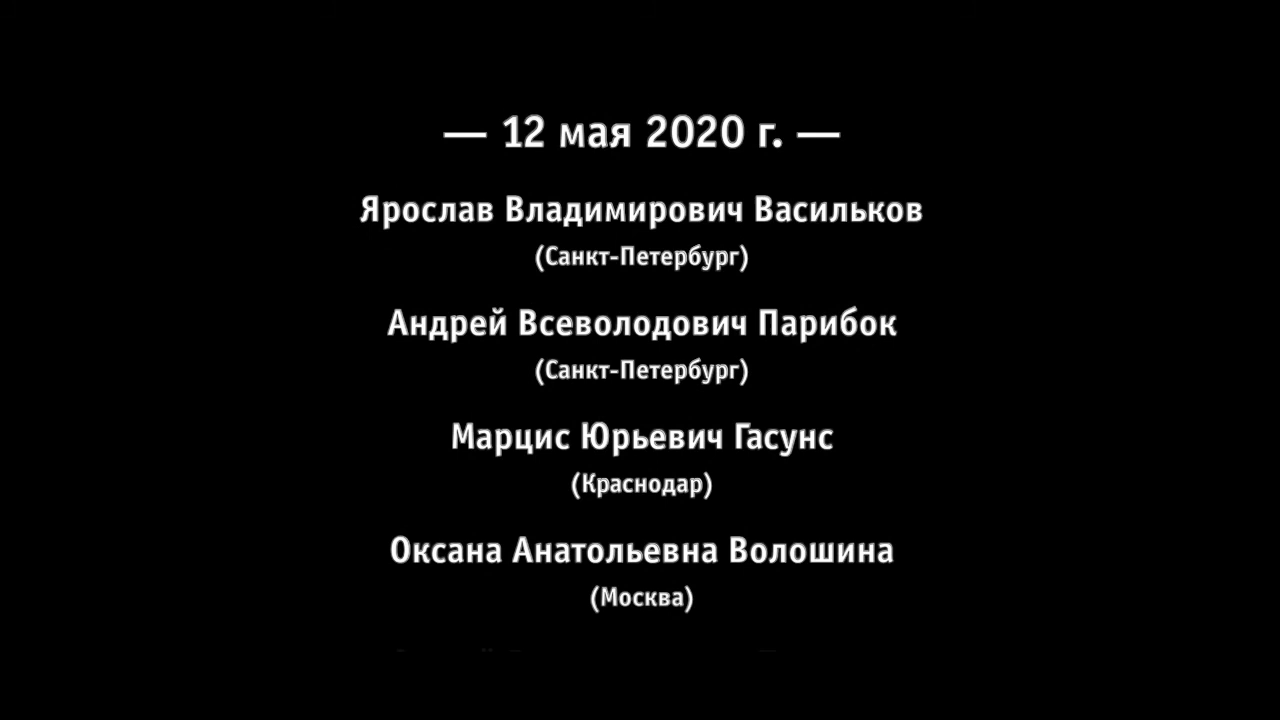 — 12 мая 2020 г. —
Ярослав Владимирович Васильков
(Санкт-Петербург)
Андрей Всеволодович Парибок
(Санкт-Петербург)
Марцис Юрьевич Гасунс
(Краснодар)
Оксана Анатольевна Волошина
(Москва)